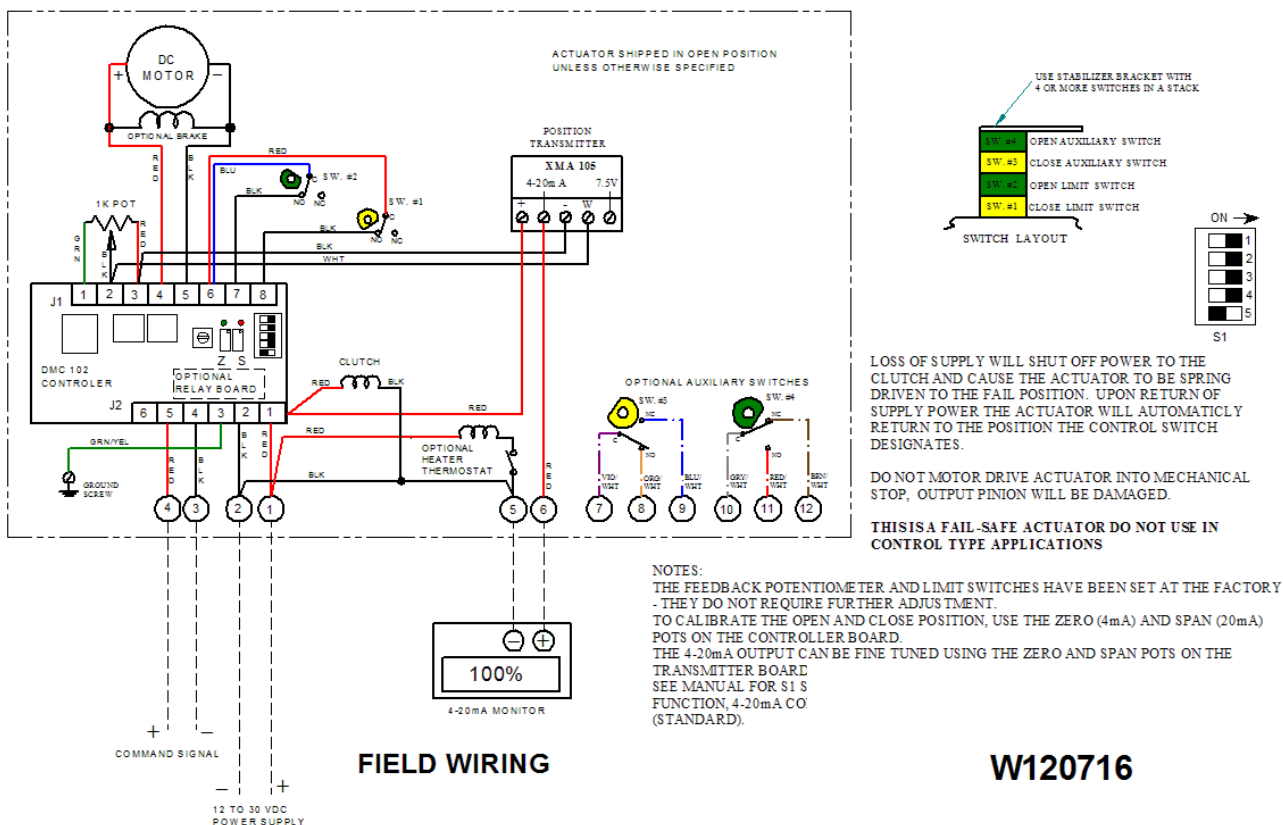 ACTUATOR SHIPPED IN OPEN POSITION
UNLESS OTHERWISE SPECIFIED
DC
MOTOR
+
−
OPTIONAL BRAKE
RED
BLK
RED
BLU
BLK
SW. #2
C
NO
NC
SW. #1
C
NO
NC
BLK
BLK
WHT
1K POT
GRN
BLK
RED
POSITION
TRANSMITTER
XMA 105
4-20m A 7.5V
+ - W
J1
1 2 3 4 5 6 7 8
Z S
DMC 102
CONTROLER
OPTIONAL
RELAY BOARD
J2
6 5 4 3 2 1
GRN/YEL
GROUND
SCREW
RED
BLK
BLK
RED
CLUTCH
RED
BLK
RED
RED
OPTIONAL
HEATER
THERMOSTAT
BLK
RED
OPTIONAL AUXILIARY SWITCHES
SW. #3
NC
C
NO
SW. #4
NC
C
NO
VIO/
WHT
ORG/
WHT
BLU/
WHT
GRY/
WHT
RED/
WHT
BRN/
WHT
4 3 2 1 5 6 7 8 9 10 11 12
− +
100%
4-20mA MONITOR
+ −
COMMAND SIGNAL
− +
12 TO 30 VDC
POWER SUPPLY
FIELD WIRING
USE STABILIZER BRACKET WITH
4 OR MORE SWITCHES IN A STACK
SW. #4 OPEN AUXILIARY SWITCH
SW. #3 CLOSE AUXILIARY SWITCH
SW. #2 OPEN LIMIT SWITCH
SW. #1 CLOSE LIMIT SWITCH
SWITCH LAYOUT
ON
1
2
3
4
5
S1
LOSS OF SUPPLY WILL SHUT OFF POWER TO THE
CLUTCH AND CAUSE THE ACTUATOR TO BE SPRING
DRIVEN TO THE FAIL POSITION. UPON RETURN OF
SUPPLY POWER THE ACTUATOR WILL AUTOMATICLY
RETURN TO THE POSITION THE CONTROL SWITCH
DESIGNATES.
DO NOT MOTOR DRIVE ACTUATOR INTO MECHANICAL
STOP, OUTPUT PINION WILL BE DAMAGED.
THIS IS A FAIL-SAFE ACTUATOR DO NOT USE IN
CONTROL TYPE APPLICATIONS
NOTES:
THE FEEDBACK POTENTIOMETER AND LIMIT SWITCHES HAVE BEEN SET AT THE FACTORY
- THEY DO NOT REQUIRE FURTHER ADJUSTMENT.
TO CALIBRATE THE OPEN AND CLOSE POSITION, USE THE ZERO (4mA) AND SPAN (20mA)
POTS ON THE CONTROLLER BOARD.
THE 4-20mA OUTPUT CAN BE FINE TUNED USING THE ZERO AND SPAN POTS ON THE
TRANSMITTER BOARD
SEE MANUAL FOR S1 S
FUNCTION, 4-20mA CO
(STANDARD).
W120716